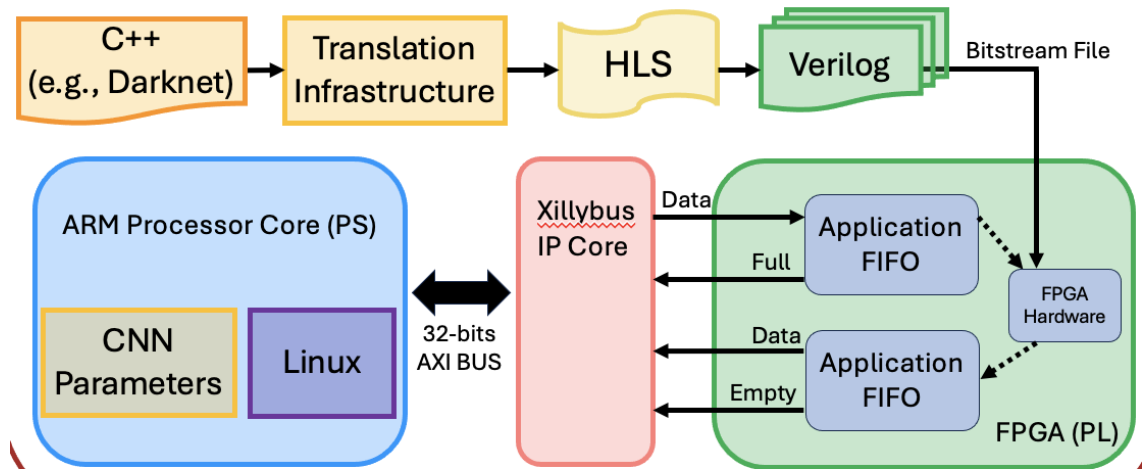 C++
(e.g., Darknet)
Translation
Infrastructure
HLS
Verilog
Bitstream File
ARM Processor Core (PS)
CNN
Parameters
Linux
32-bits
AXI BUS
Xillybus
IP Core
Data
Full
Data
Empty
Application
FIFO
Application
FIFO
FPGA
Hardware
FPGA (PL)